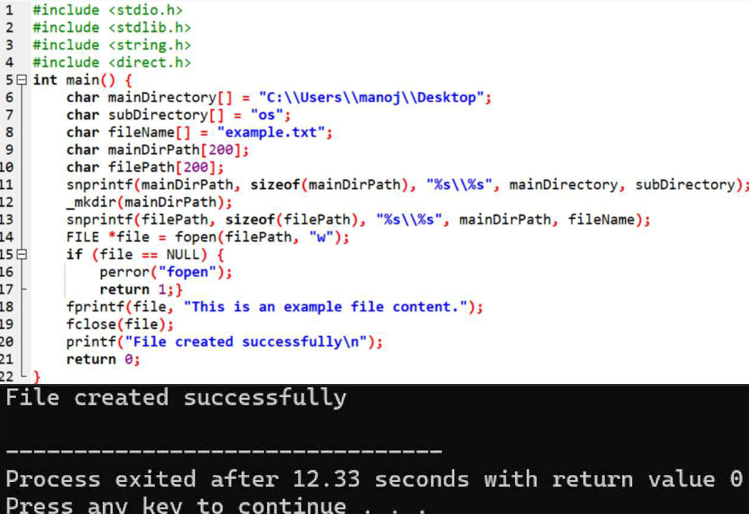 1 #include <stdio.h>
2 #include <stdlib.h>
3 #include <string.h>
4 #include <direct.h>
5 int main() {
6 char mainDirectory[] = "C:\\Users\\manoj\\Desktop";
7 char subDirectory[] = "os";
8 char fileName[] = "example.txt";
9 char mainDirPath[200];
10 char filePath[200];
11 snprintf(mainDirPath, sizeof(mainDirPath), "%s\\%s", mainDirectory, subDirectory);
12 _mkdir(mainDirPath);
13 snprintf(filePath, sizeof(filePath), "%s\\%s", mainDirPath, fileName);
14 FILE *file = fopen(filePath, "w");
15 if (file == NULL) {
16 perror("fopen");
17 return 1;}
18 fprintf(file, "This is an example file content.");
19 fclose(file);
20 printf("File created successfully\n");
21 return 0;
22 }
File created successfully
--------------------------------
Process exited after 12.33 seconds with return value 0
Press any key to continue . . .